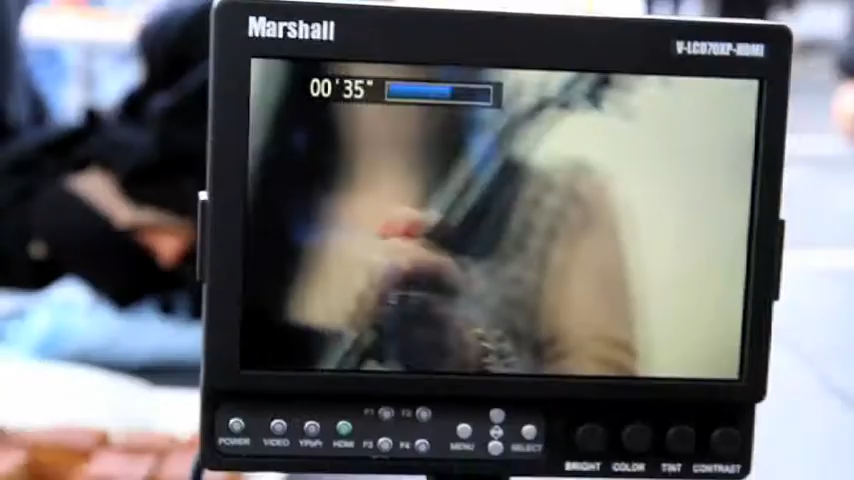 Marshall
V-LCD70XP-HDMI
00'35"
F1 F2
POWER VIDEO YPbPr HDMI F3 F4 MENU SELECT
BRIGHT COLOR TINT CONTRAST